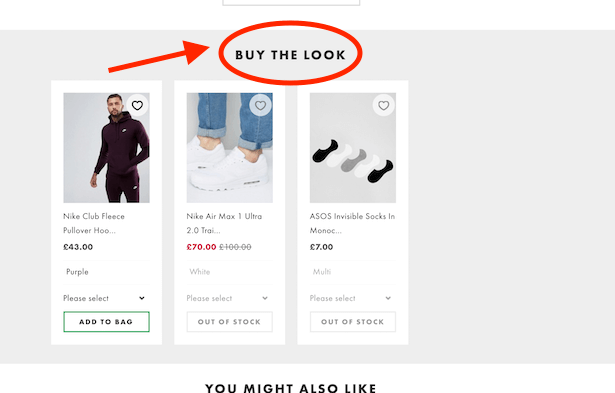 BUY THE LOOK
Nike Club Fleece
Pullover Hoo...
£43.00
Purple
Please select
ADD TO BAG
Nike Air Max 1 Ultra
2.0 Trai...
£70.00 £100.00
White
Please select
OUT OF STOCK
ASOS Invisible Socks In
Monoc...
£7.00
Multi
Please select
OUT OF STOCK
YOU MIGHT ALSO LIKE